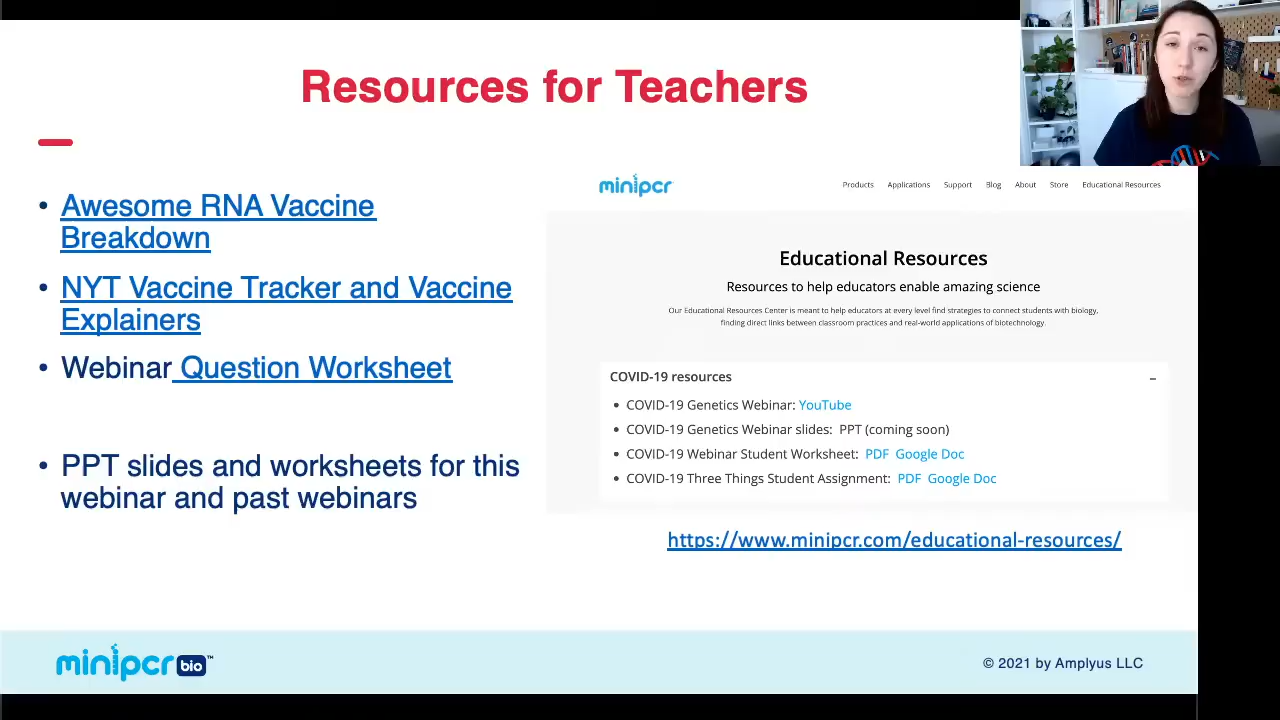 Resources for Teachers
• Awesome RNA Vaccine
Breakdown
• NYT Vaccine Tracker and Vaccine
Explainers
• Webinar Question Worksheet
• PPT slides and worksheets for this
webinar and past webinars
minipcr
Products Applications Support Blog About Store Educational Resources
Educational Resources
Resources to help educators enable amazing science
Our Educational Resources Center is meant to help educators at every level find strategies to connect students with biology,
finding direct links between classroom practices and real-world applications of biotechnology.
COVID-19 resources –
• COVID-19 Genetics Webinar: YouTube
• COVID-19 Genetics Webinar slides: PPT (coming soon)
• COVID-19 Webinar Student Worksheet: PDF Google Doc
• COVID-19 Three Things Student Assignment: PDF Google Doc
https://www.minipcr.com/educational-resources/
minipcr bio™
© 2021 by Amplyus LLC